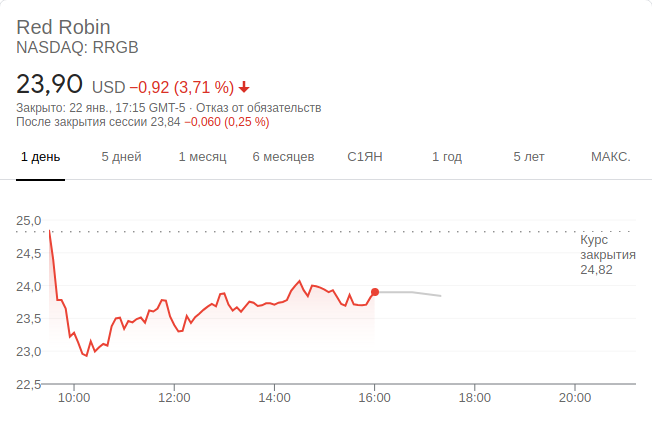 Red Robin
NASDAQ: RRGB
23,90 USD −0,92 (3,71 %)
Закрыто: 22 янв., 17:15 GMT-5 · Отказ от обязательств
После закрытия сессии 23,84 −0,060 (0,25 %)
1 день 5 дней 1 месяц 6 месяцев С1ЯН 1 год 5 лет МАКС.
25,0
Курс
закрытия
24,82
24,5
24,0
23,5
23,0
22,5
10:00 12:00 14:00 16:00 18:00 20:00